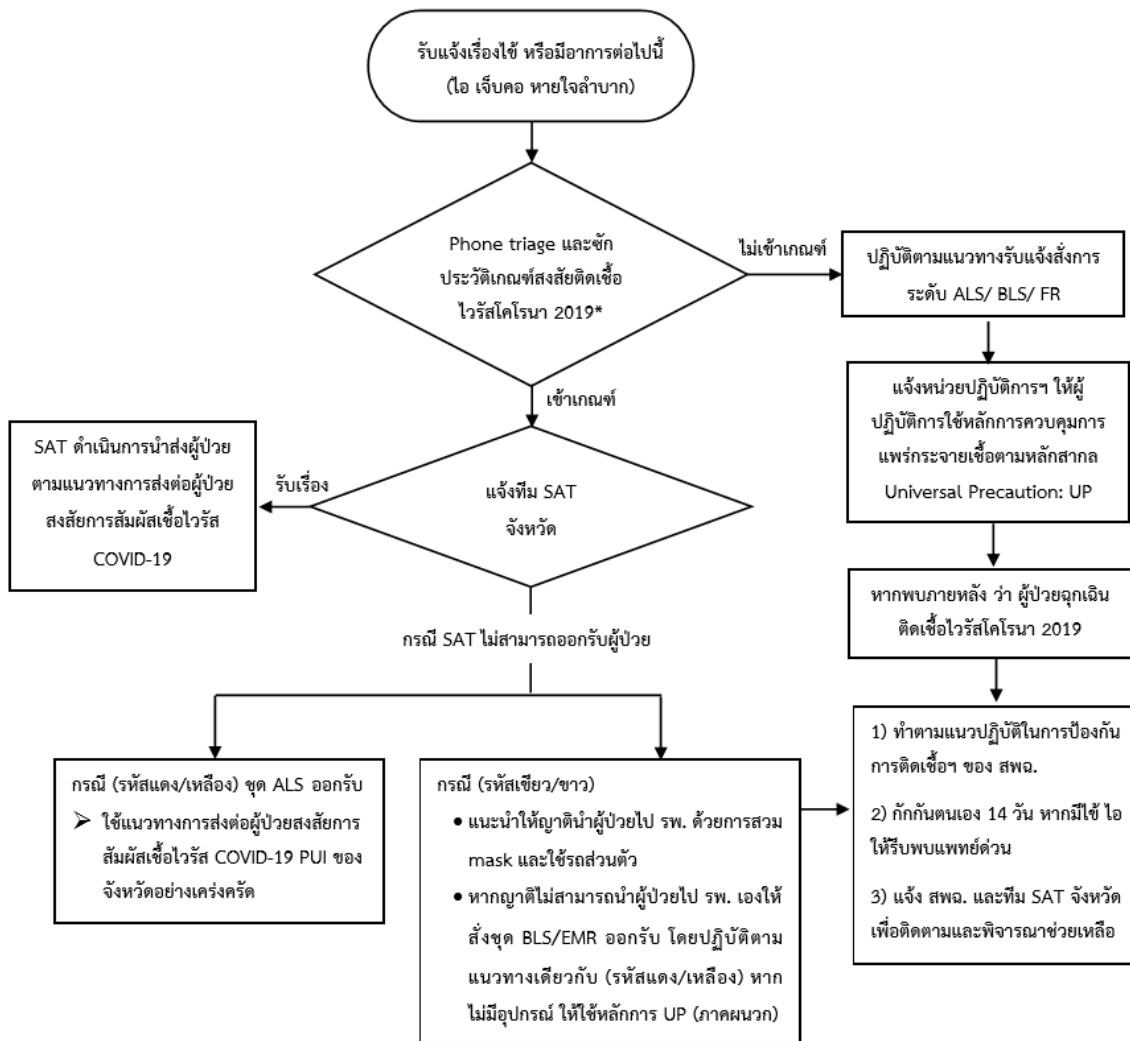 รับแจ้งเรื่องไข้ หรือมีอาการต่อไปนี้
(ไอ เจ็บคอ หายใจลำบาก)
Phone triage และซัก
ประวัติเกณฑ์สงสัยติดเชื้อ
ไวรัสโคโรนา 2019*
ไม่เข้าเกณฑ์
ปฏิบัติตามแนวทางรับแจ้งสั่งการ
ระดับ ALS/ BLS/ FR
แจ้งหน่วยปฏิบัติการฯ ให้ผู้
ปฏิบัติการใช้หลักการควบคุมการ
แพร่กระจายเชื้อตามหลักสากล
Universal Precaution: UP
เข้าเกณฑ์
แจ้งทีม SAT
จังหวัด
รับเรื่อง
SAT ดำเนินการนำส่งผู้ป่วย
ตามแนวทางการส่งต่อผู้ป่วย
สงสัยการสัมผัสเชื้อไวรัส
COVID-19
หากพบภายหลัง ว่า ผู้ป่วยฉุกเฉิน
ติดเชื้อไวรัสโคโรนา 2019
กรณี SAT ไม่สามารถออกรับผู้ป่วย
กรณี (รหัสแดง/เหลือง) ชุด ALS ออกรับ
➢ ใช้แนวทางการส่งต่อผู้ป่วยสงสัยการ
สัมผัสเชื้อไวรัส COVID-19 PUI ของ
จังหวัดอย่างเคร่งครัด
กรณี (รหัสเขียว/ขาว)
• แนะนำให้ญาตินำผู้ป่วยไป รพ. ด้วยการสวม
mask และใช้รถส่วนตัว
• หากญาติไม่สามารถนำผู้ป่วยไป รพ. เองให้
สั่งชุด BLS/EMR ออกรับ โดยปฏิบัติตาม
แนวทางเดียวกับ (รหัสแดง/เหลือง) หาก
ไม่มีอุปกรณ์ ให้ใช้หลักการ UP (ภาคผนวก)
1) ทำตามแนวปฏิบัติในการป้องกัน
การติดเชื้อฯ ของ สพฉ.
2) กักกันตนเอง 14 วัน หากมีไข้ ไอ
ให้รีบพบแพทย์ด่วน
3) แจ้ง สพฉ. และทีม SAT จังหวัด
เพื่อติดตามและพิจารณาช่วยเหลือ